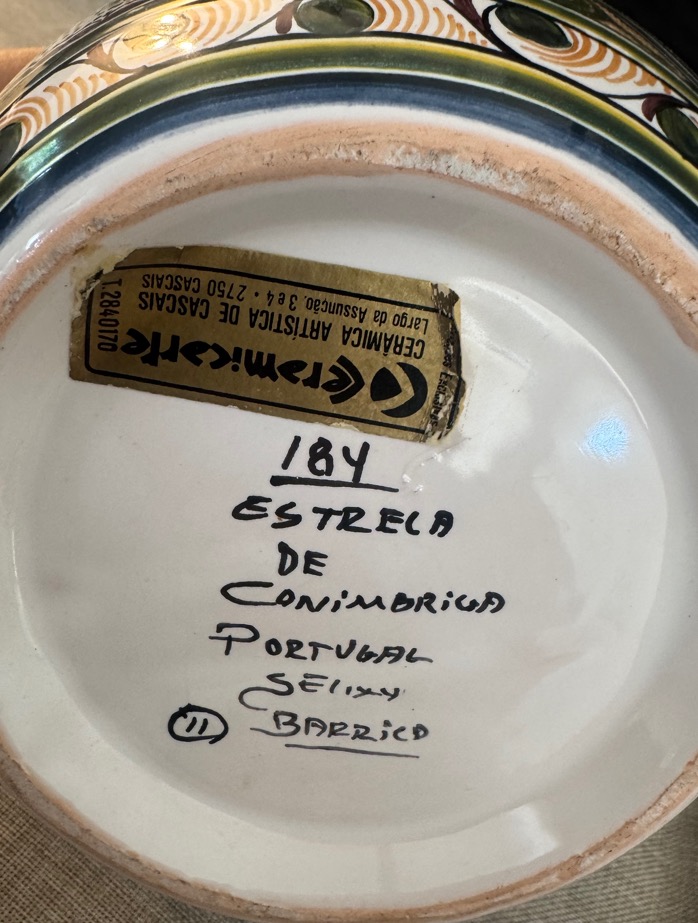 Ceramicarte
CERÂMICA ARTÍSTICA DE CASCAIS
Largo da Assunção, 3 e 4 • 2750 CASCAIS
T. 2840170
184
ESTRELA
DE
CONIMBRIGA
PORTUGAL
BARRICO
11